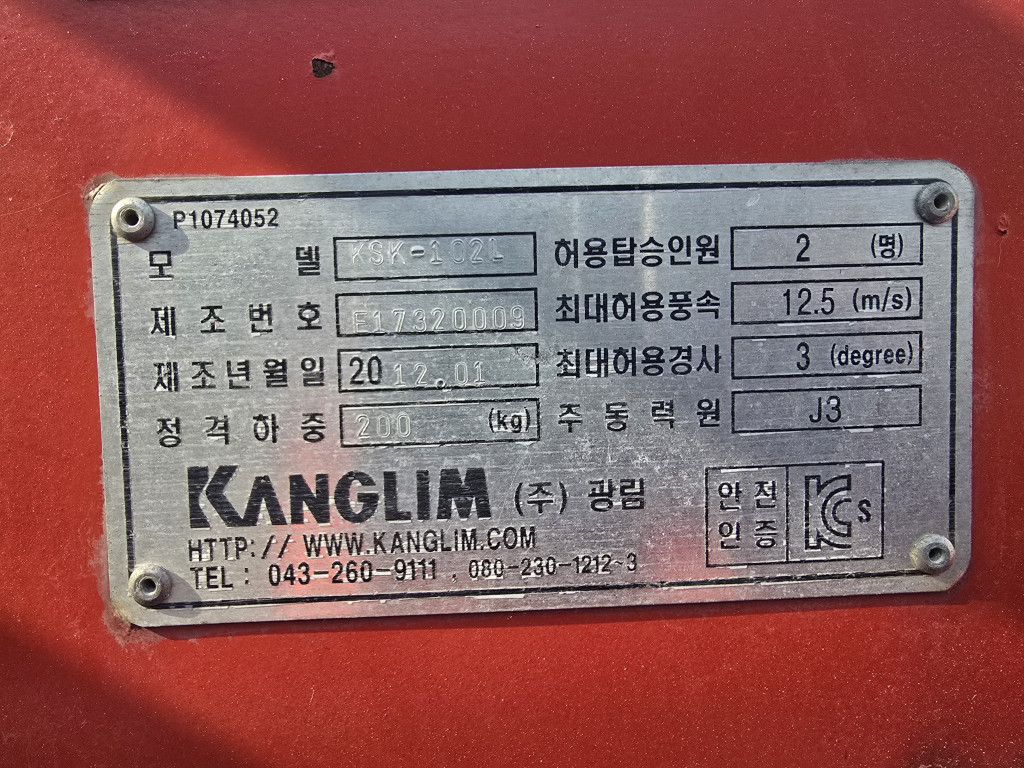 P1074052
모 델 KSK-102L 허용탑승인원 2 (명)
제 조 번 호 E17320009 최대허용풍속 12.5 (m/s)
제조년월일 2012.01 최대허용경사 3 (degree)
정 격 하 중 200 (kg) 주 동 력 원 J3
KANGLIM (주) 광림
안 전
인 증
KCs
HTTP:// WWW.KANGLIM.COM
TEL : 043-260-9111 , 080-230-1212~3